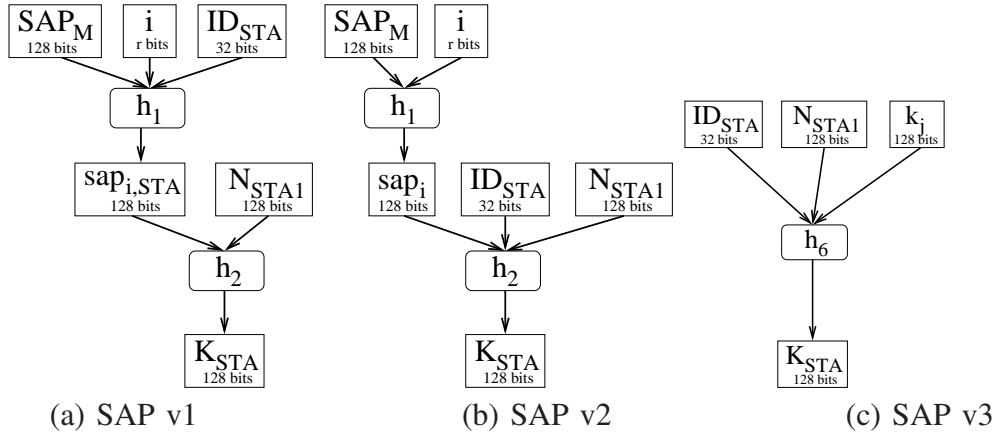 SAP_M
128 bits
i
r bits
ID_STA
32 bits
h_1
sap_i,STA
128 bits
N_STA1
128 bits
h_2
K_STA
128 bits
(a) SAP v1
SAP_M
128 bits
i
r bits
h_1
sap_i
128 bits
ID_STA
32 bits
N_STA1
128 bits
h_2
K_STA
128 bits
(b) SAP v2
ID_STA
32 bits
N_STA1
128 bits
k_j
128 bits
h_6
K_STA
128 bits
(c) SAP v3